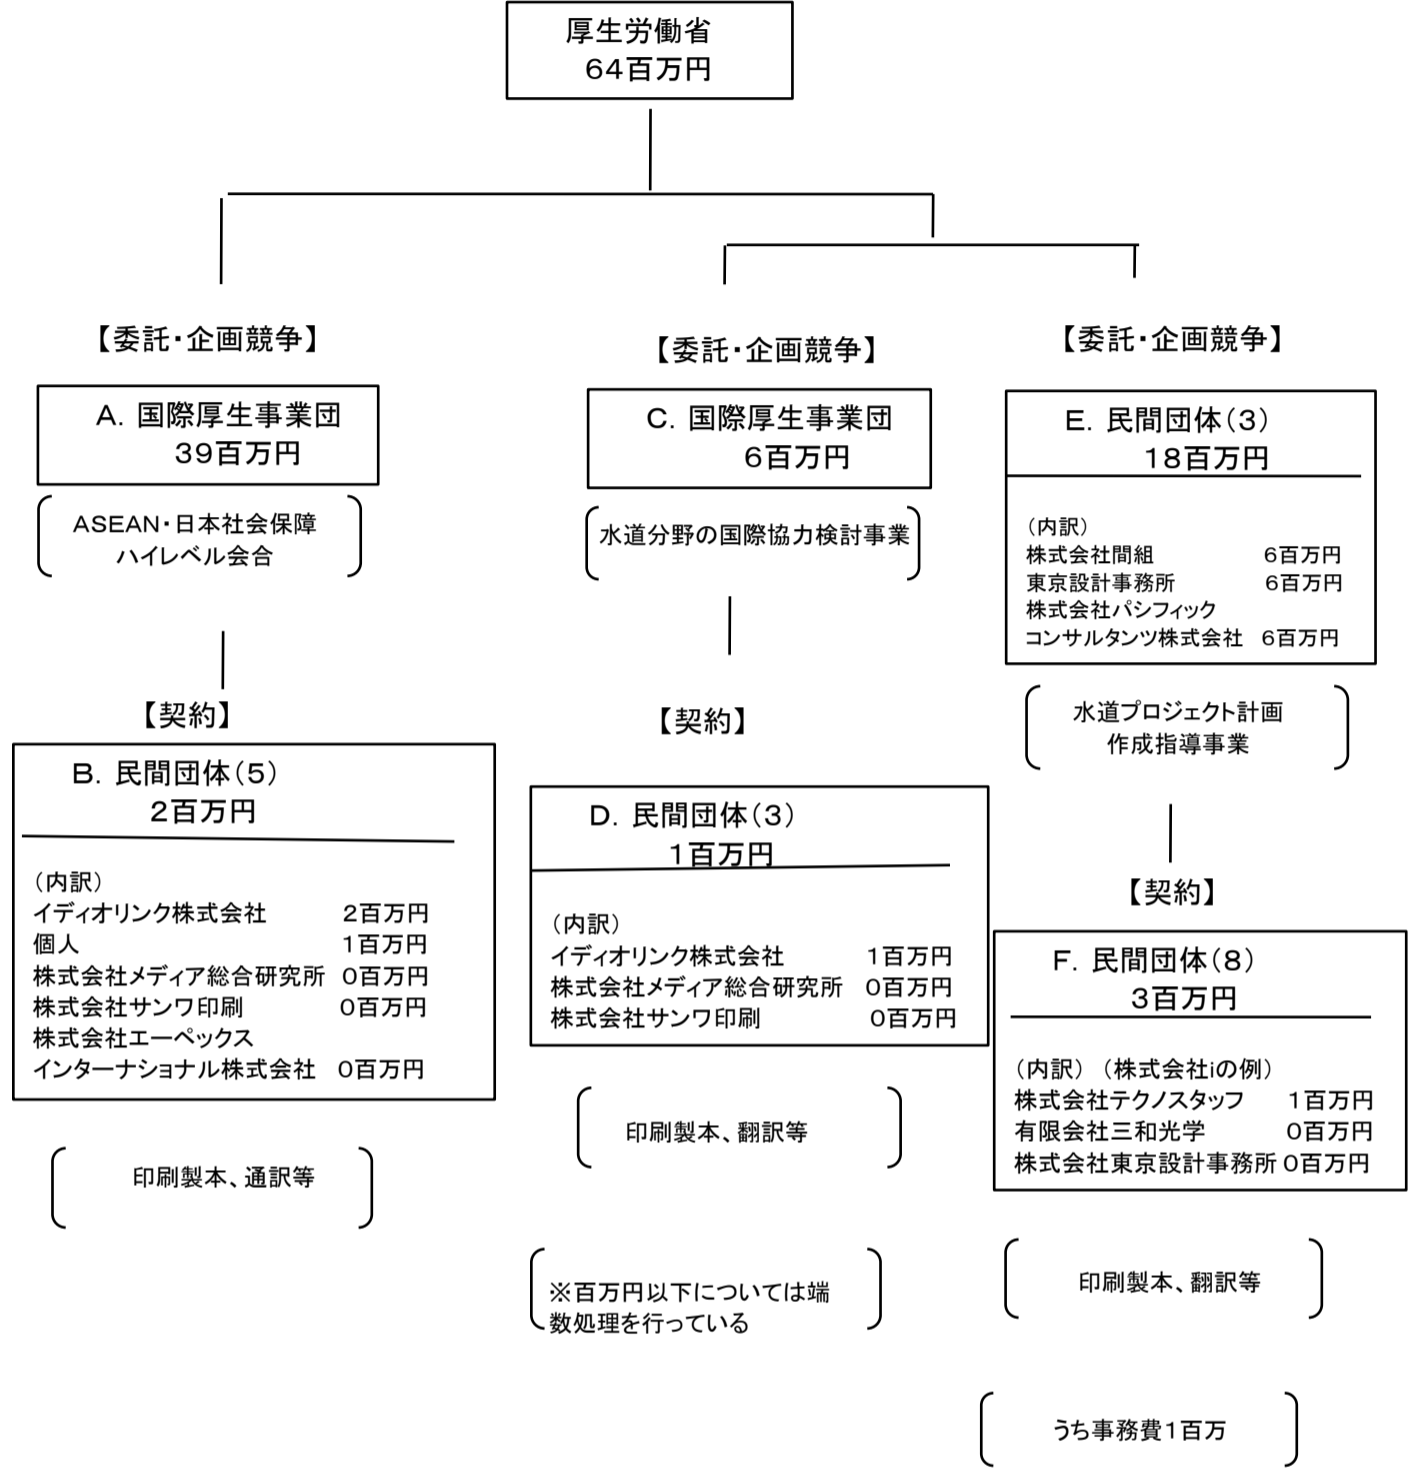 厚生労働省
64百万円
【委託・企画競争】
A. 国際厚生事業団
39百万円
ASEAN・日本社会保障
ハイレベル会合
【契約】
B. 民間団体(5)
2百万円
(内訳)
イディオリンク株式会社 2百万円
個人 1百万円
株式会社メディア総合研究所 0百万円
株式会社サンワ印刷 0百万円
株式会社エーペックス
インターナショナル株式会社 0百万円
印刷製本、通訳等
【委託・企画競争】
C. 国際厚生事業団
6百万円
水道分野の国際協力検討事業
【契約】
D. 民間団体(3)
1百万円
(内訳)
イディオリンク株式会社 1百万円
株式会社メディア総合研究所 0百万円
株式会社サンワ印刷 0百万円
印刷製本、翻訳等
※百万円以下については端
数処理を行っている
【委託・企画競争】
E. 民間団体(3)
18百万円
(内訳)
株式会社間組 6百万円
東京設計事務所 6百万円
株式会社パシフィック
コンサルタンツ株式会社 6百万円
水道プロジェクト計画
作成指導事業
【契約】
F. 民間団体(8)
3百万円
(内訳) (株式会社iの例)
株式会社テクノスタッフ 1百万円
有限会社三和光学 0百万円
株式会社東京設計事務所 0百万円
印刷製本、翻訳等
うち事務費1百万